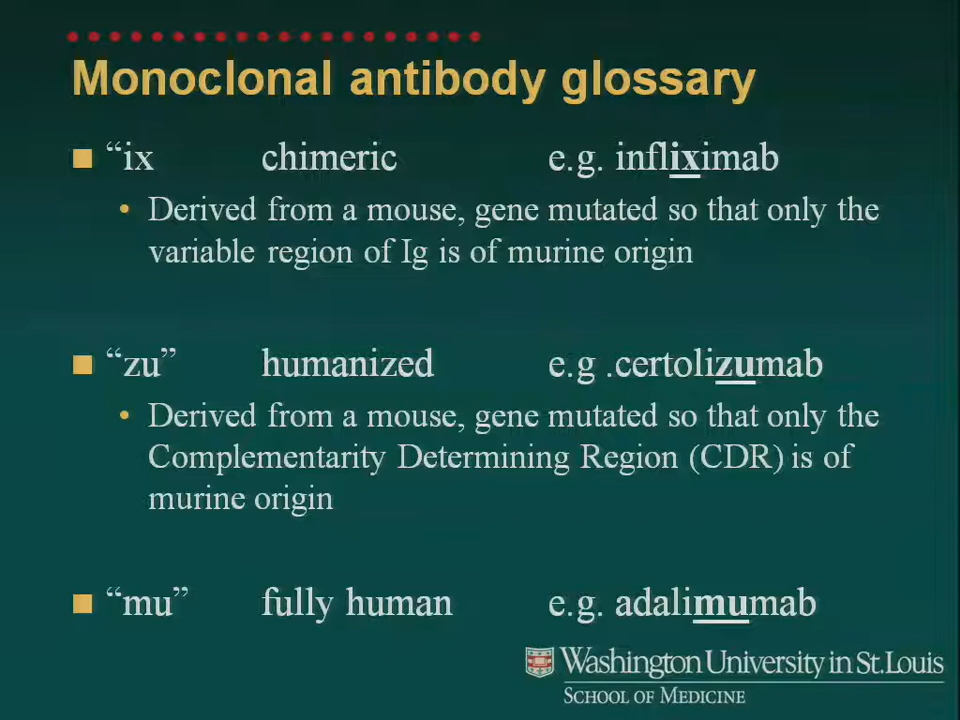 Monoclonal antibody glossary
“ix chimeric e.g. infliximab
Derived from a mouse, gene mutated so that only the
variable region of Ig is of murine origin
“zu” humanized e.g .certolizumab
Derived from a mouse, gene mutated so that only the
Complementarity Determining Region (CDR) is of
murine origin
“mu” fully human e.g. adalimumab
Washington University in St. Louis
SCHOOL OF MEDICINE